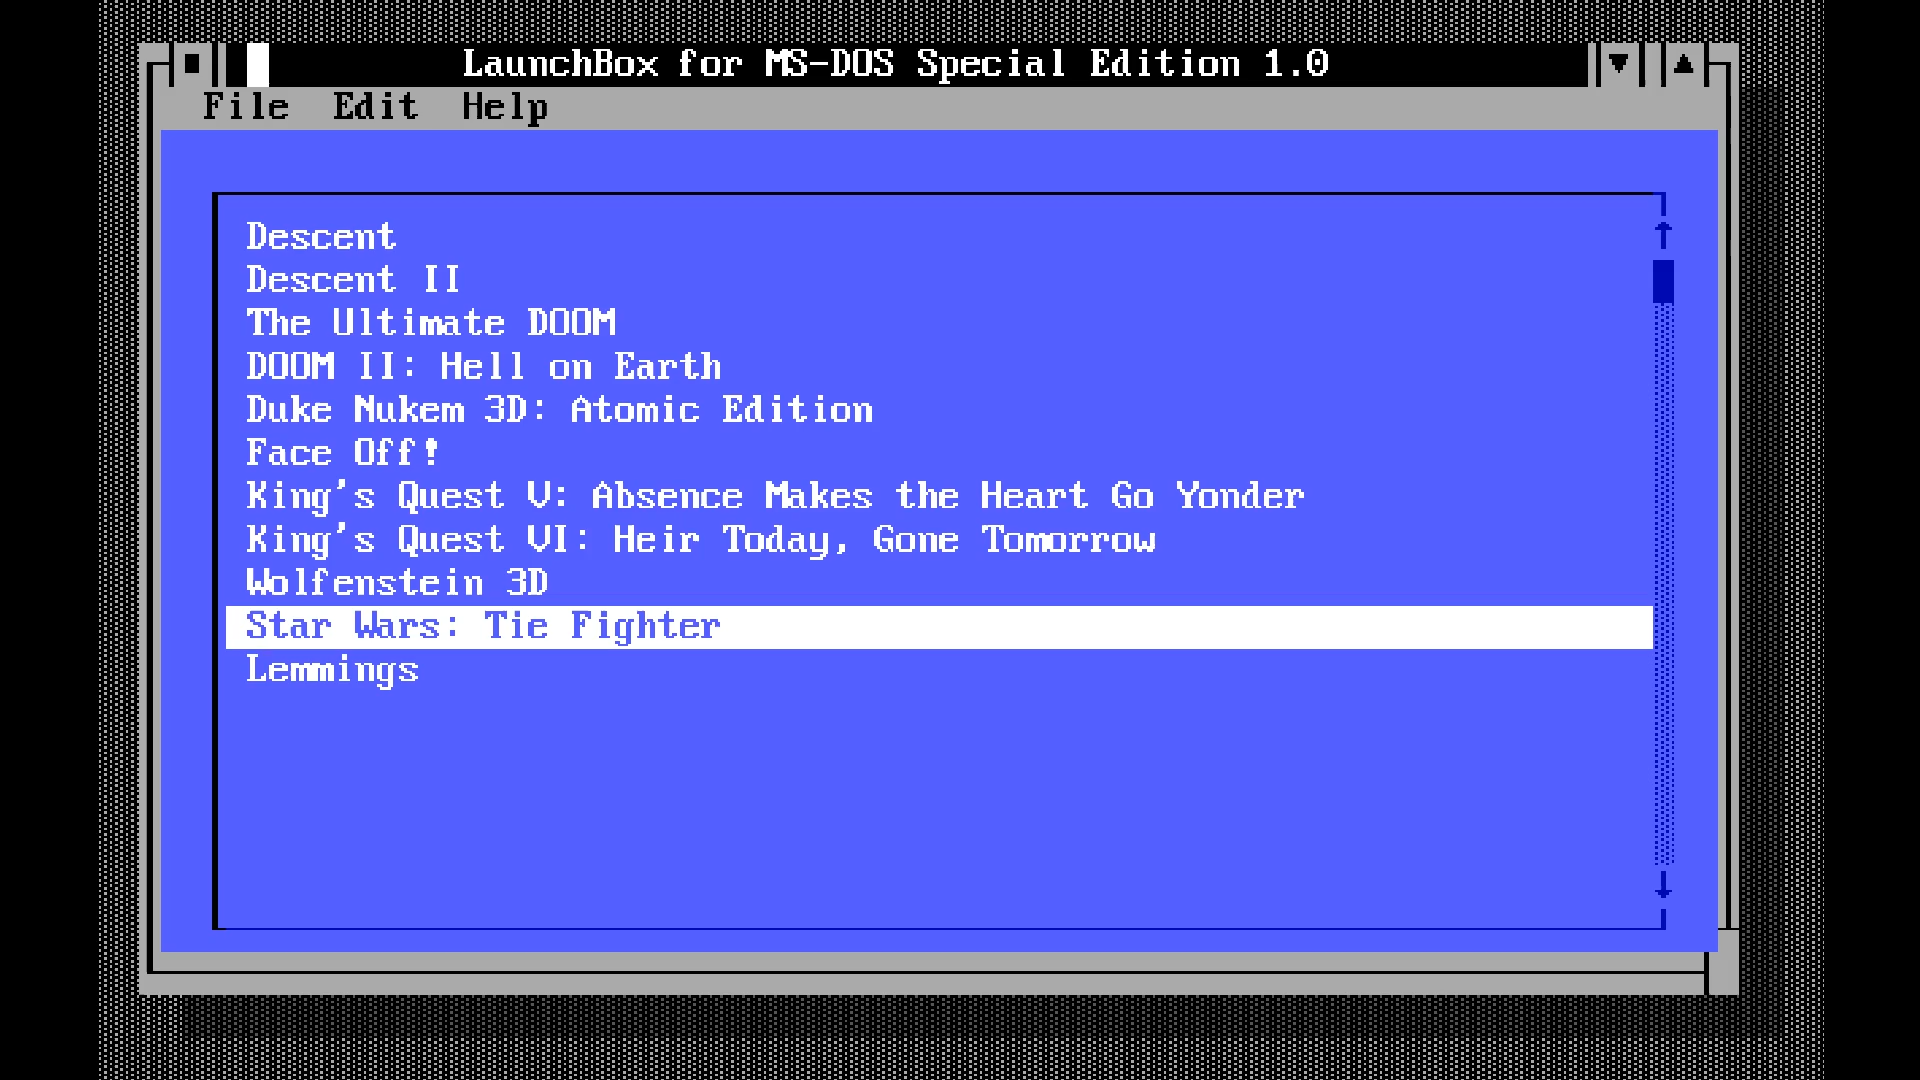 LaunchBox for MS-DOS Special Edition 1.0
File Edit Help
Descent
Descent II
The Ultimate DOOM
DOOM II: Hell on Earth
Duke Nukem 3D: Atomic Edition
Face Off!
King's Quest V: Absence Makes the Heart Go Yonder
King's Quest VI: Heir Today, Gone Tomorrow
Wolfenstein 3D
Star Wars: Tie Fighter
Lemmings